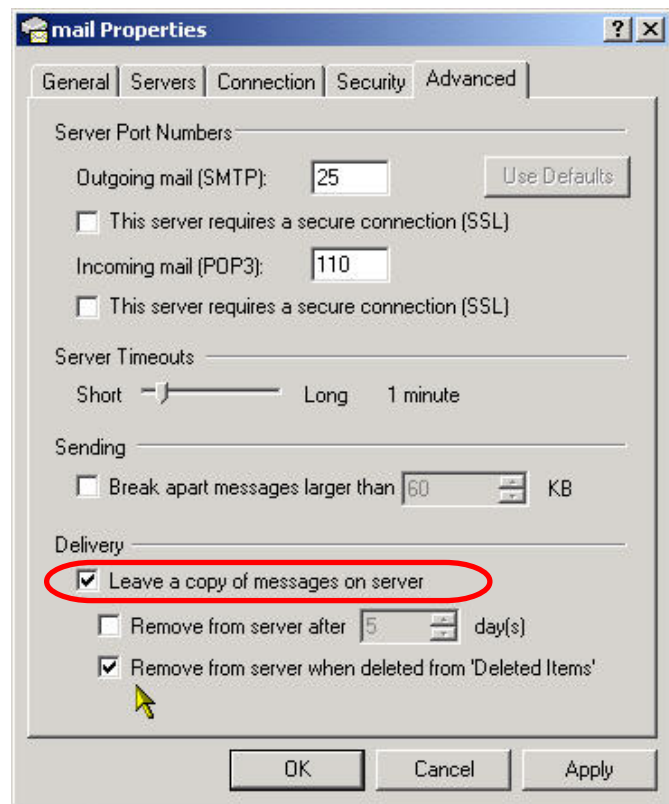 mail Properties
General Servers Connection Security Advanced
Server Port Numbers
Outgoing mail (SMTP): 25 Use Defaults
This server requires a secure connection (SSL)
Incoming mail (POP3): 110
This server requires a secure connection (SSL)
Server Timeouts
Short Long 1 minute
Sending
Break apart messages larger than 60 KB
Delivery
Leave a copy of messages on server
Remove from server after 5 day(s)
Remove from server when deleted from 'Deleted Items'
OK Cancel Apply